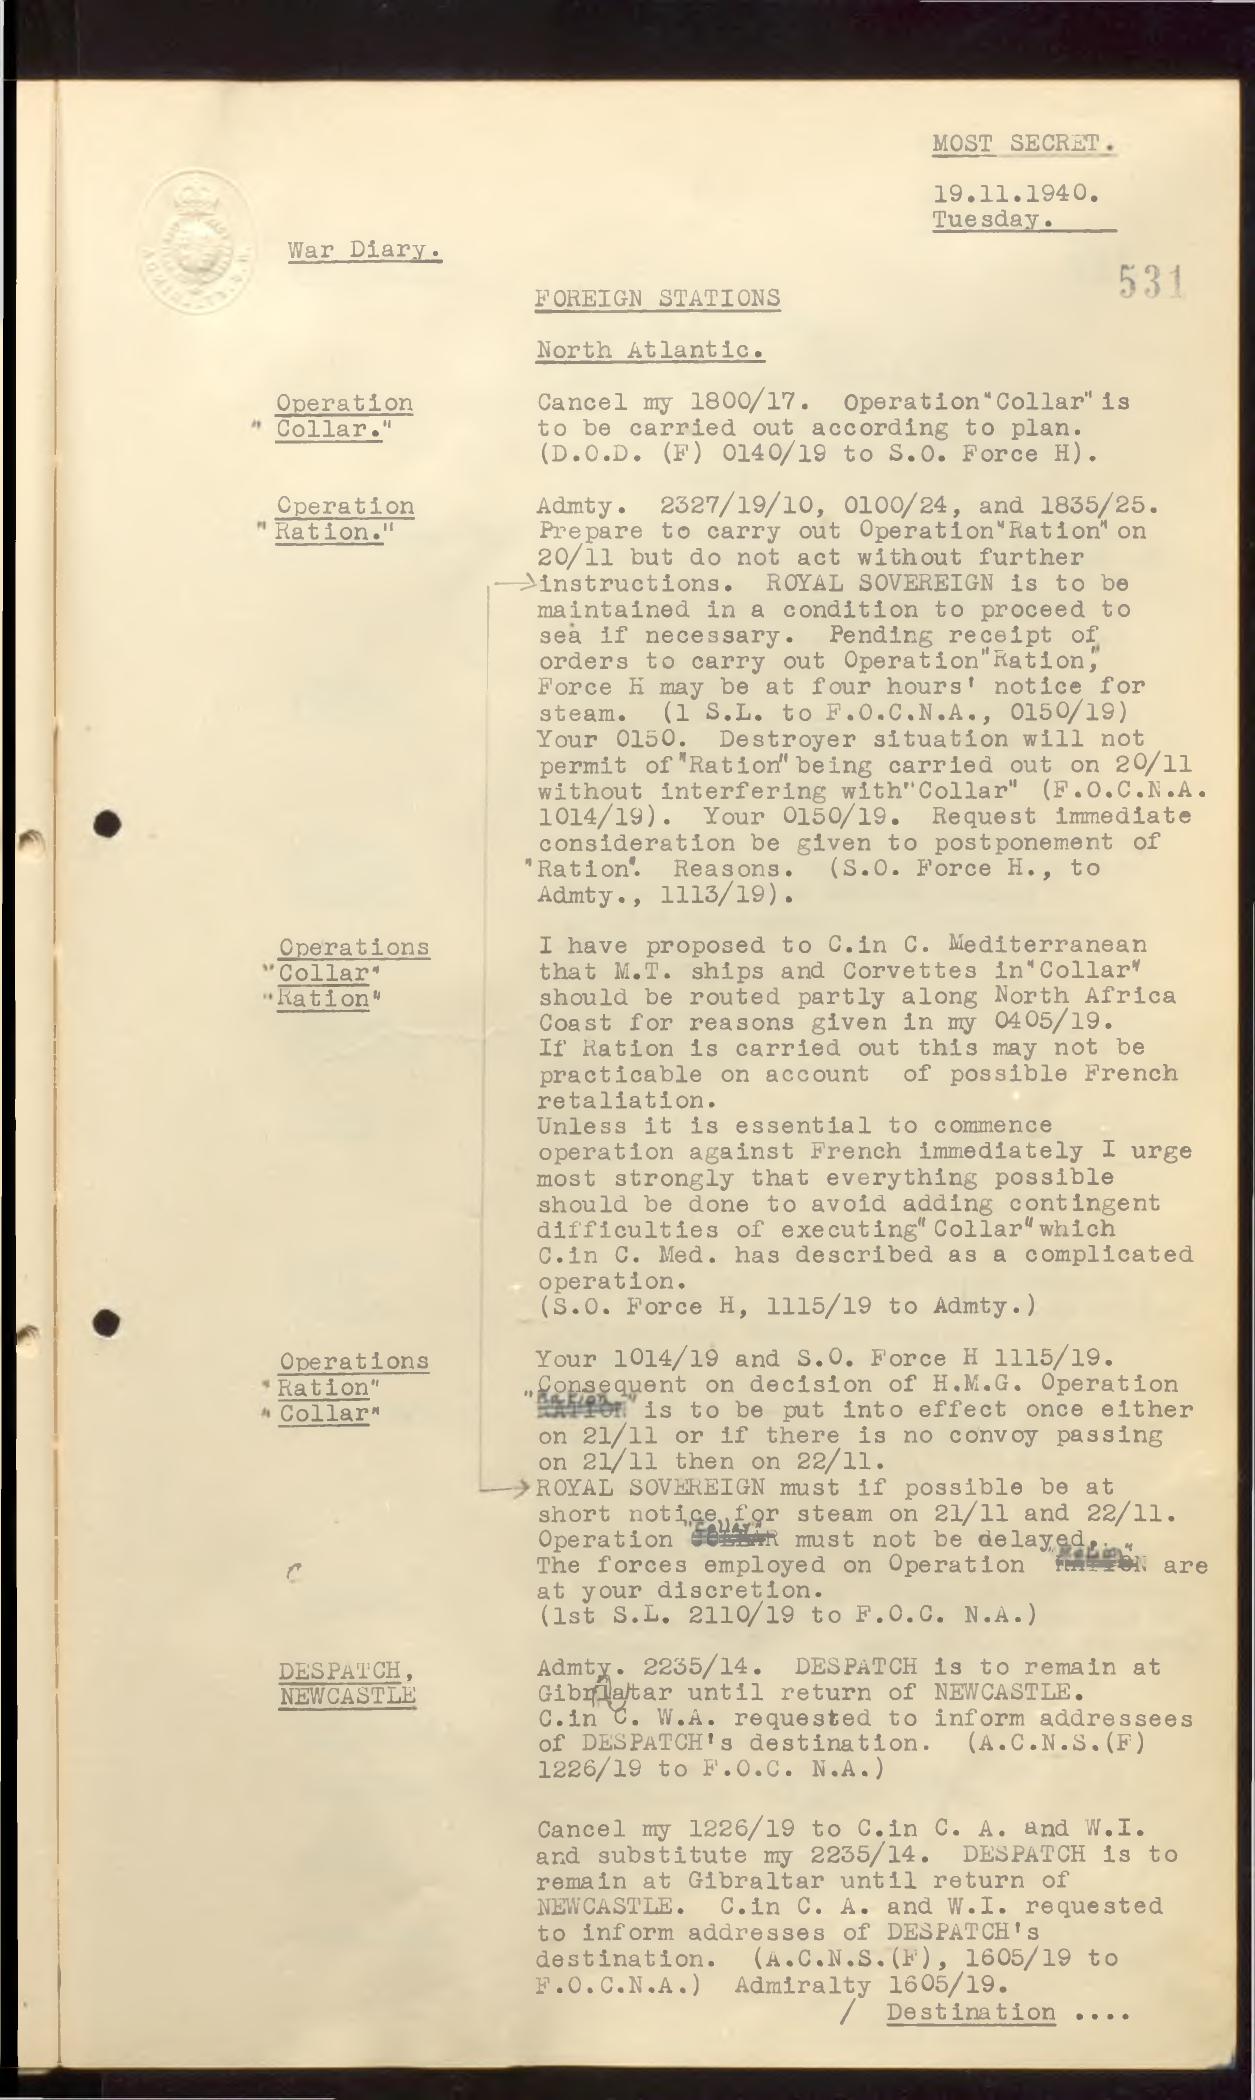 MOST SECRET.
19.11.1940.
Tuesday.
War Diary.
531
FOREIGN STATIONS
North Atlantic.
Operation
"Collar."
Cancel my 1800/17. Operation "Collar" is
to be carried out according to plan.
(D.O.D. (F) 0140/19 to S.O. Force H).
Operation
"Ration."
Admty. 2327/19/10, 0100/24, and 1835/25.
Prepare to carry out Operation "Ration" on
20/11 but do not act without further
instructions. ROYAL SOVEREIGN is to be
maintained in a condition to proceed to
sea if necessary. Pending receipt of
orders to carry out Operation "Ration",
Force H may be at four hours' notice for
steam. (1 S.L. to F.O.C.N.A., 0150/19)
Your 0150. Destroyer situation will not
permit of "Ration" being carried out on 20/11
without interfering with "Collar" (F.O.C.N.A.
1014/19). Your 0150/19. Request immediate
consideration be given to postponement of
"Ration". Reasons. (S.O. Force H., to
Admty., 1113/19).
Operations
"Collar"
"Ration"
I have proposed to C.in C. Mediterranean
that M.T. ships and Corvettes in "Collar"
should be routed partly along North Africa
Coast for reasons given in my 0405/19.
If Ration is carried out this may not be
practicable on account of possible French
retaliation.
Unless it is essential to commence
operation against French immediately I urge
most strongly that everything possible
should be done to avoid adding contingent
difficulties of executing "Collar" which
C.in C. Med. has described as a complicated
operation.
(S.O. Force H, 1115/19 to Admty.)
Operations
"Ration"
"Collar"
Your 1014/19 and S.O. Force H 1115/19.
Consequent on decision of H.M.G. Operation
"Ration" is to be put into effect once either
on 21/11 or if there is no convoy passing
on 21/11 then on 22/11.
ROYAL SOVEREIGN must if possible be at
short notice for steam on 21/11 and 22/11.
Operation "Collar" must not be delayed.
The forces employed on Operation "Ration" are
at your discretion.
(1st S.L. 2110/19 to F.O.C. N.A.)
DESPATCH,
NEWCASTLE
Admty. 2235/14. DESPATCH is to remain at
Gibraltar until return of NEWCASTLE.
C.in C. W.A. requested to inform addressees
of DESPATCH's destination. (A.C.N.S.(F)
1226/19 to F.O.C. N.A.)
Cancel my 1226/19 to C.in C. A. and W.I.
and substitute my 2235/14. DESPATCH is to
remain at Gibraltar until return of
NEWCASTLE. C.in C. A. and W.I. requested
to inform addresses of DESPATCH's
destination. (A.C.N.S.(F), 1605/19 to
F.O.C.N.A.) Admiralty 1605/19.
/ Destination ....